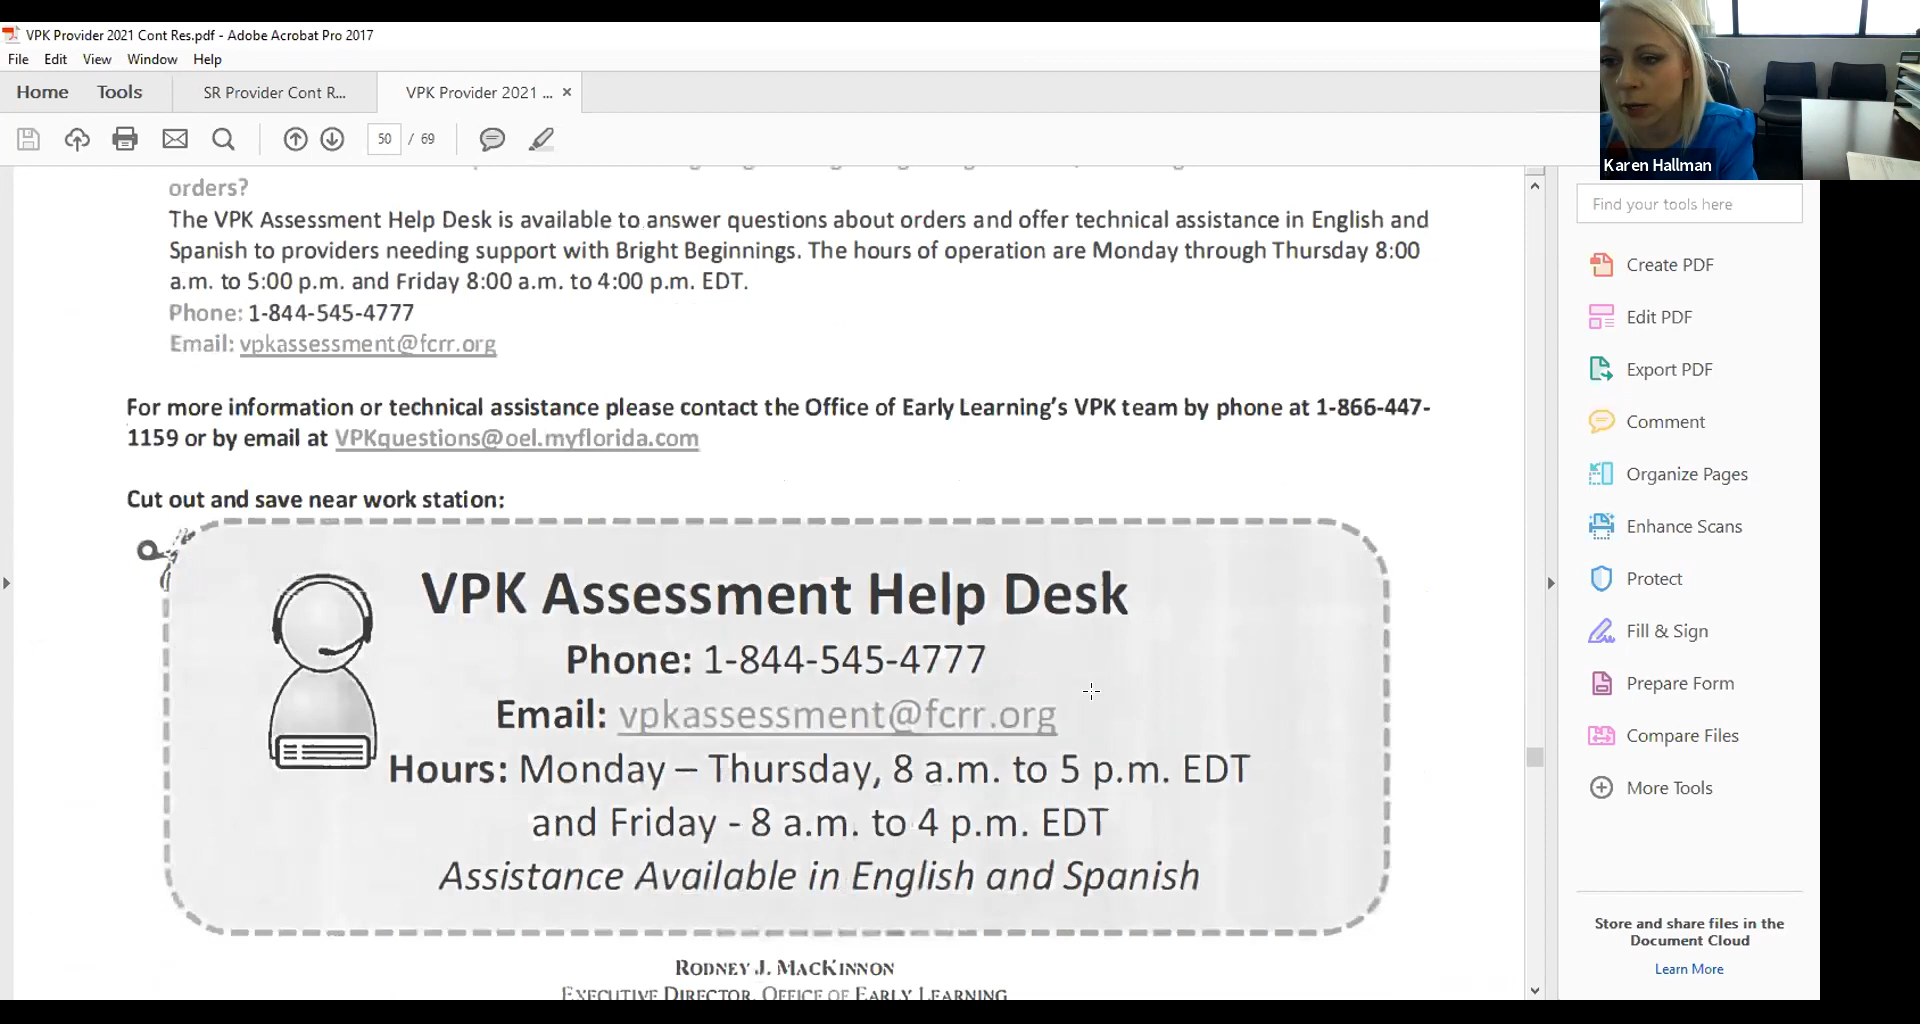 VPK Provider 2021 Cont Res.pdf - Adobe Acrobat Pro 2017
File Edit View Window Help
Home Tools SR Provider Cont R... VPK Provider 2021 ... ×
50 / 69
Karen Hallman
orders?
The VPK Assessment Help Desk is available to answer questions about orders and offer technical assistance in English and
Spanish to providers needing support with Bright Beginnings. The hours of operation are Monday through Thursday 8:00
a.m. to 5:00 p.m. and Friday 8:00 a.m. to 4:00 p.m. EDT.
Phone: 1-844-545-4777
Email: vpkassessment@fcrr.org
For more information or technical assistance please contact the Office of Early Learning's VPK team by phone at 1-866-447-
1159 or by email at VPKquestions@oel.myflorida.com
Cut out and save near work station:
VPK Assessment Help Desk
Phone: 1-844-545-4777
Email: vpkassessment@fcrr.org
Hours: Monday – Thursday, 8 a.m. to 5 p.m. EDT
and Friday - 8 a.m. to 4 p.m. EDT
Assistance Available in English and Spanish
RODNEY J. MACKINNON
EXECUTIVE DIRECTOR, OFFICE OF EARLY LEARNING
Find your tools here
Create PDF
Edit PDF
Export PDF
Comment
Organize Pages
Enhance Scans
Protect
Fill & Sign
Prepare Form
Compare Files
More Tools
Store and share files in the
Document Cloud
Learn More